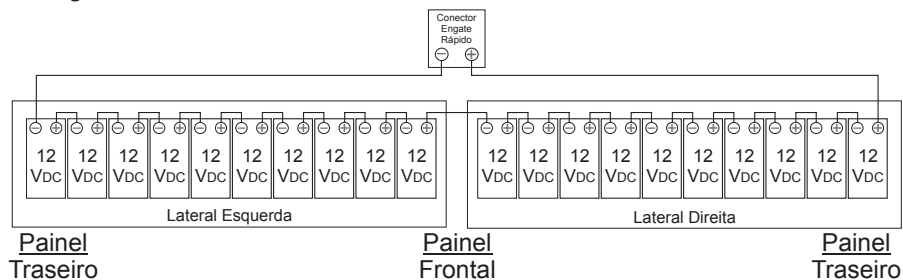 Conector
Engate
Rápido
12 12 12 12 12 12 12 12 12 12
VDC VDC VDC VDC VDC VDC VDC VDC VDC VDC
Lateral Esquerda
12 12 12 12 12 12 12 12 12 12
VDC VDC VDC VDC VDC VDC VDC VDC VDC VDC
Lateral Direita
Painel
Traseiro
Painel
Frontal
Painel
Traseiro